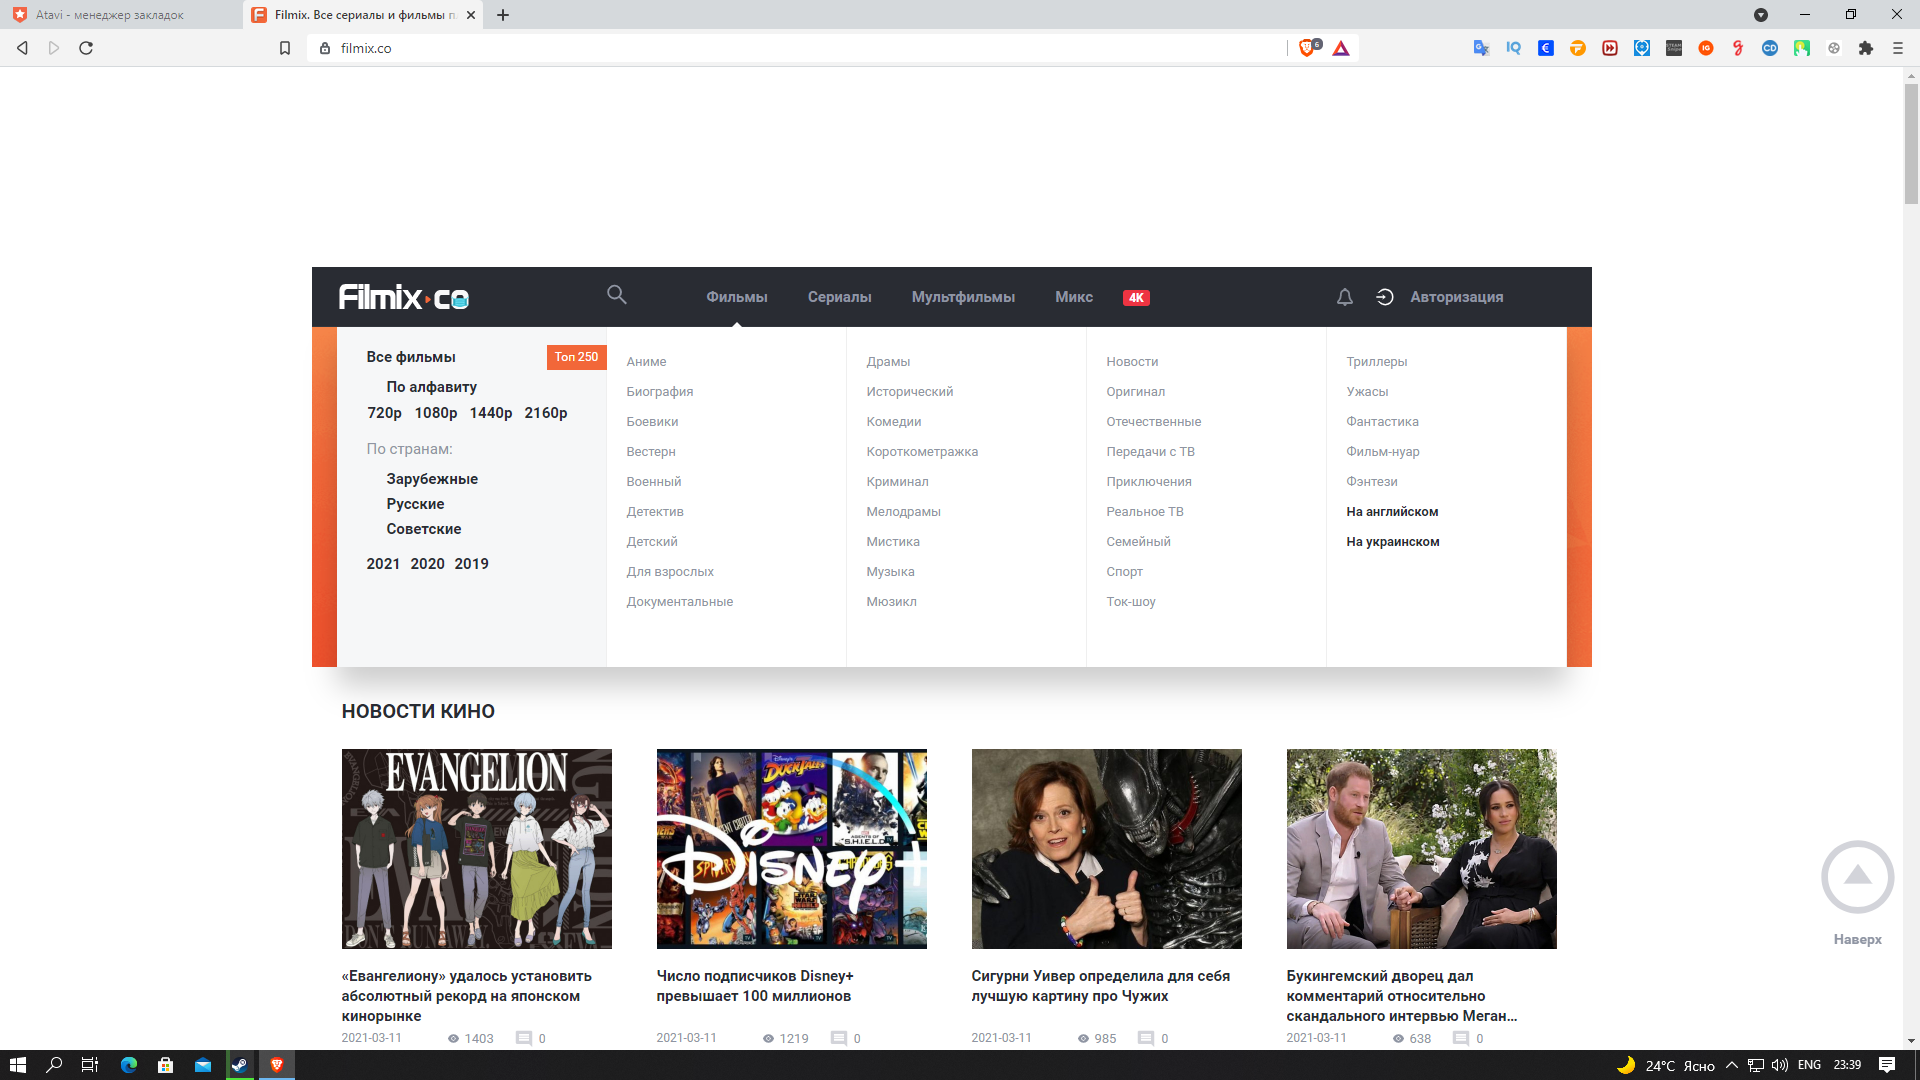 Atavi - менеджер закладок
Filmix. Все сериалы и фильмы п
filmix.co
6
Filmix co
Фильмы
Сериалы
Мультфильмы
Микс
4K
Авторизация
Все фильмы
Топ 250
По алфавиту
720p 1080p 1440p 2160p
По странам:
Зарубежные
Русские
Советские
2021 2020 2019
Аниме
Биография
Боевики
Вестерн
Военный
Детектив
Детский
Для взрослых
Документальные
Драмы
Исторический
Комедии
Короткометражка
Криминал
Мелодрамы
Мистика
Музыка
Мюзикл
Новости
Оригинал
Отечественные
Передачи с ТВ
Приключения
Реальное ТВ
Семейный
Спорт
Ток-шоу
Триллеры
Ужасы
Фантастика
Фильм-нуар
Фэнтези
На английском
На украинском
НОВОСТИ КИНО
EVANGELION
«Евангелиону» удалось установить
абсолютный рекорд на японском
кинорынке
2021-03-11 1403 0
DUCKTALES
S.H.I.E.L.D.
DISNEY+
Число подписчиков Disney+
превышает 100 миллионов
2021-03-11 1219 0
Сигурни Уивер определила для себя
лучшую картину про Чужих
2021-03-11 985 0
Букингемский дворец дал
комментарий относительно
скандального интервью Меган...
2021-03-11 638 0
Наверх
24°C Ясно
ENG
23:39